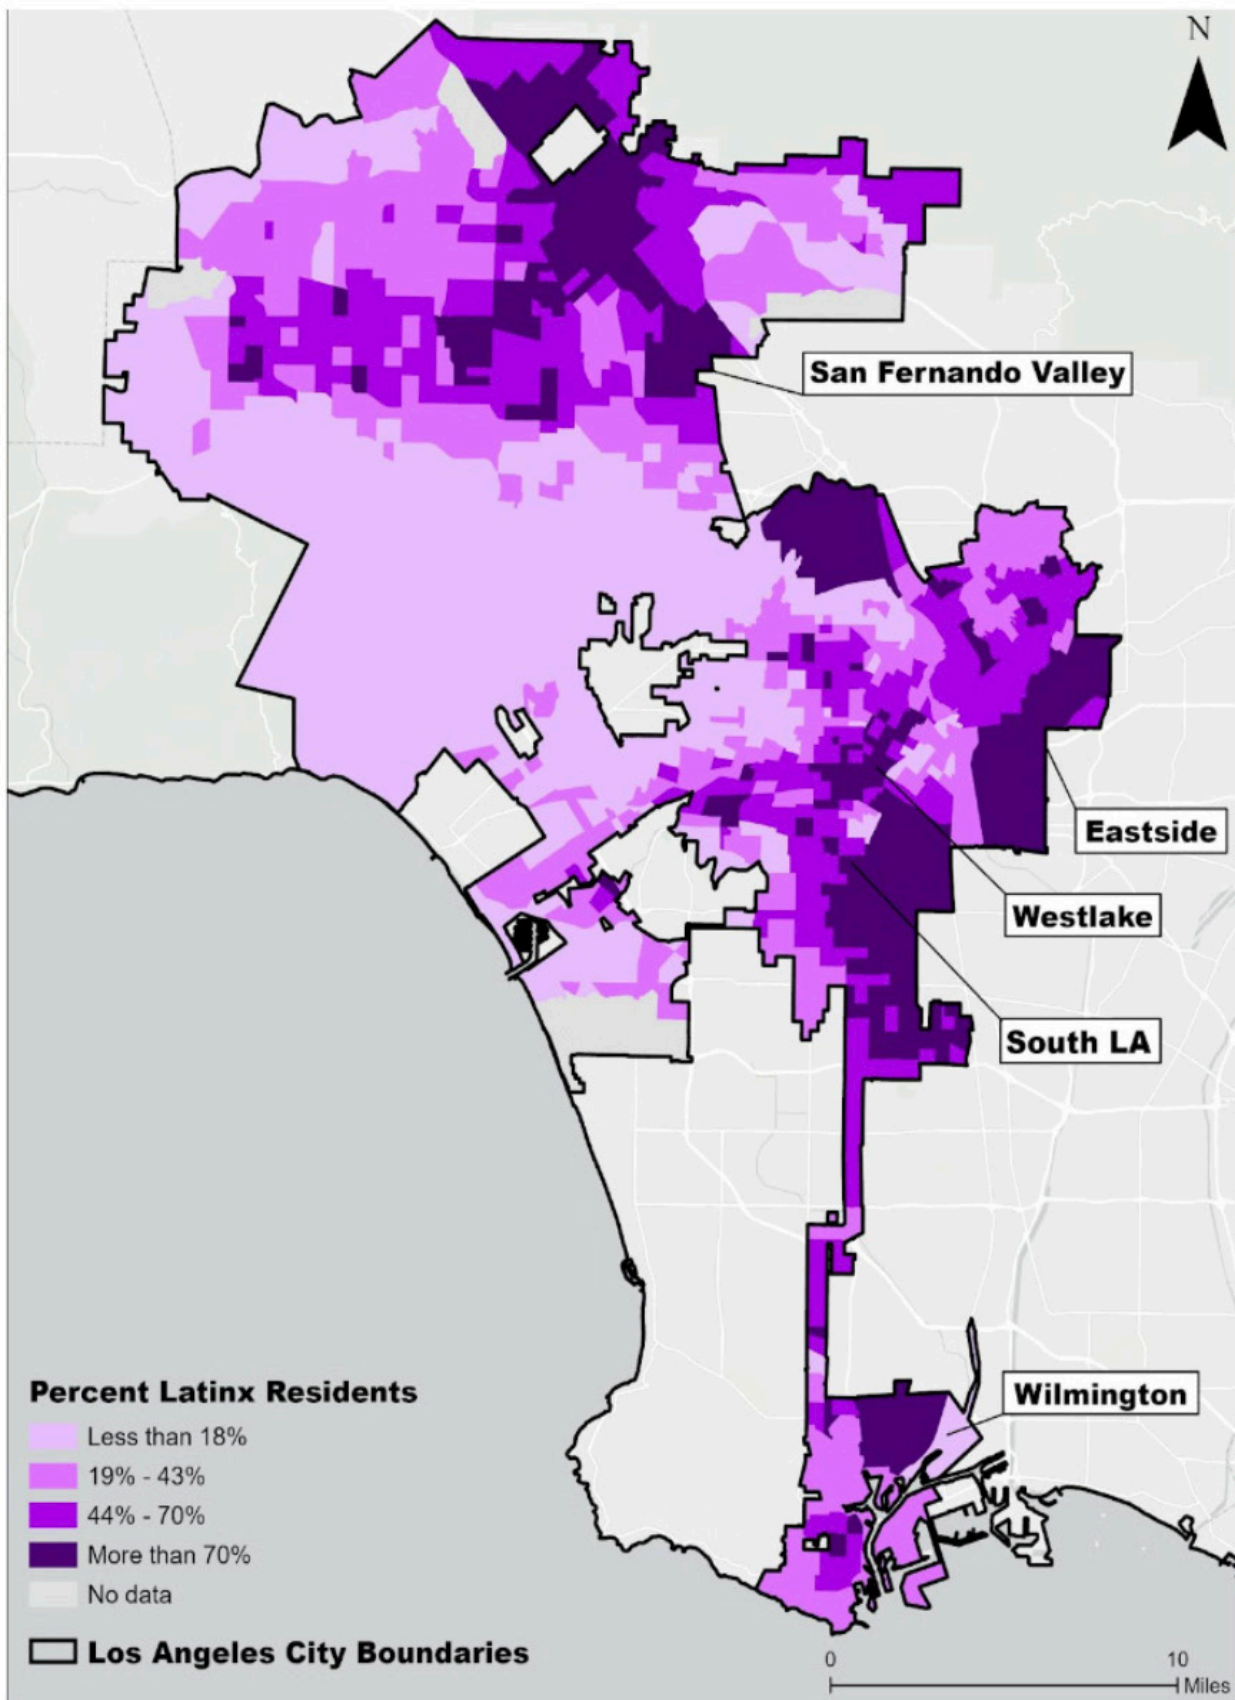 N
San Fernando Valley
Eastside
Westlake
South LA
Wilmington
Percent Latinx Residents
Less than 18%
19% - 43%
44% - 70%
More than 70%
No data
Los Angeles City Boundaries
0 10
Miles